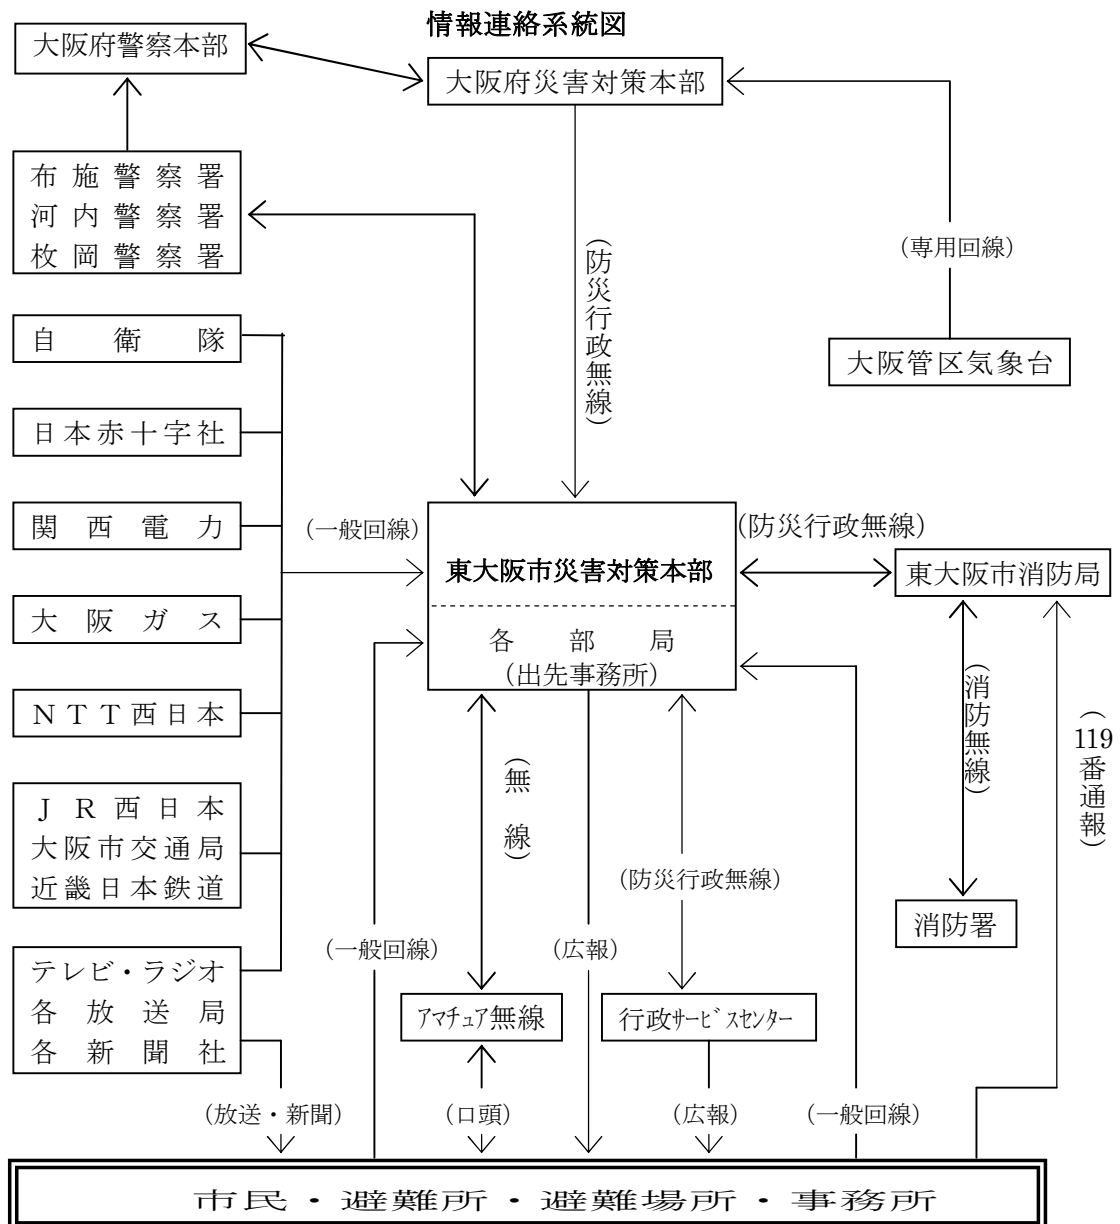 情報連絡系統図
大阪府警察本部
大阪府災害対策本部
布施警察署
河内警察署
枚岡警察署
(防災行政無線)
(専用回線)
自衛隊
大阪管区気象台
日本赤十字社
関西電力
(一般回線)
(防災行政無線)
東大阪市災害対策本部
東大阪市消防局
大阪ガス
各部局
(出先事務所)
NTT西日本
(消防無線)
(119番通報)
(無線)
JR西日本
大阪市交通局
近畿日本鉄道
(防災行政無線)
消防署
(一般回線)
(広報)
テレビ・ラジオ
各放送局
各新聞社
アマチュア無線
行政サービスセンター
(放送・新聞)
(口頭)
(広報)
(一般回線)
市民・避難所・避難場所・事務所